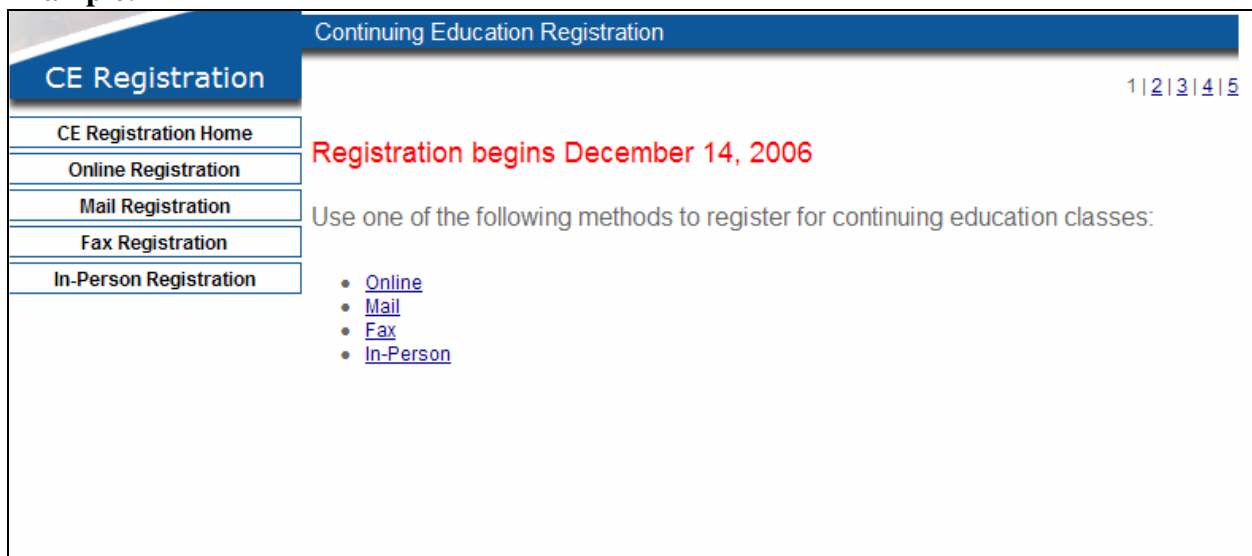 Continuing Education Registration
CE Registration
1 | 2 | 3 | 4 | 5
CE Registration Home
Online Registration
Mail Registration
Fax Registration
In-Person Registration
Registration begins December 14, 2006
Use one of the following methods to register for continuing education classes:
• Online
• Mail
• Fax
• In-Person